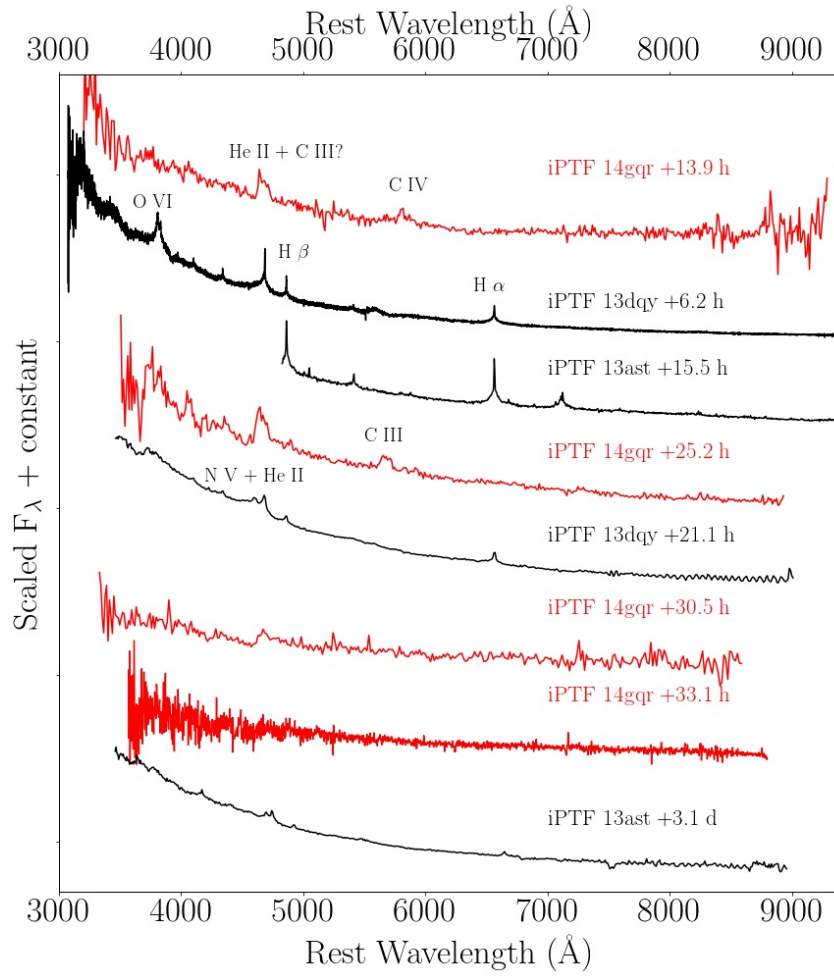 Rest Wavelength (Å)
3000 4000 5000 6000 7000 8000 9000
He II + C III?
iPTF 14gqr +13.9 h
C IV
O VI
H β
H α
iPTF 13dqy +6.2 h
iPTF 13ast +15.5 h
iPTF 14gqr +25.2 h
C III
N V + He II
iPTF 13dqy +21.1 h
iPTF 14gqr +30.5 h
iPTF 14gqr +33.1 h
iPTF 13ast +3.1 d
Scaled Fλ + constant
3000 4000 5000 6000 7000 8000 9000
Rest Wavelength (Å)